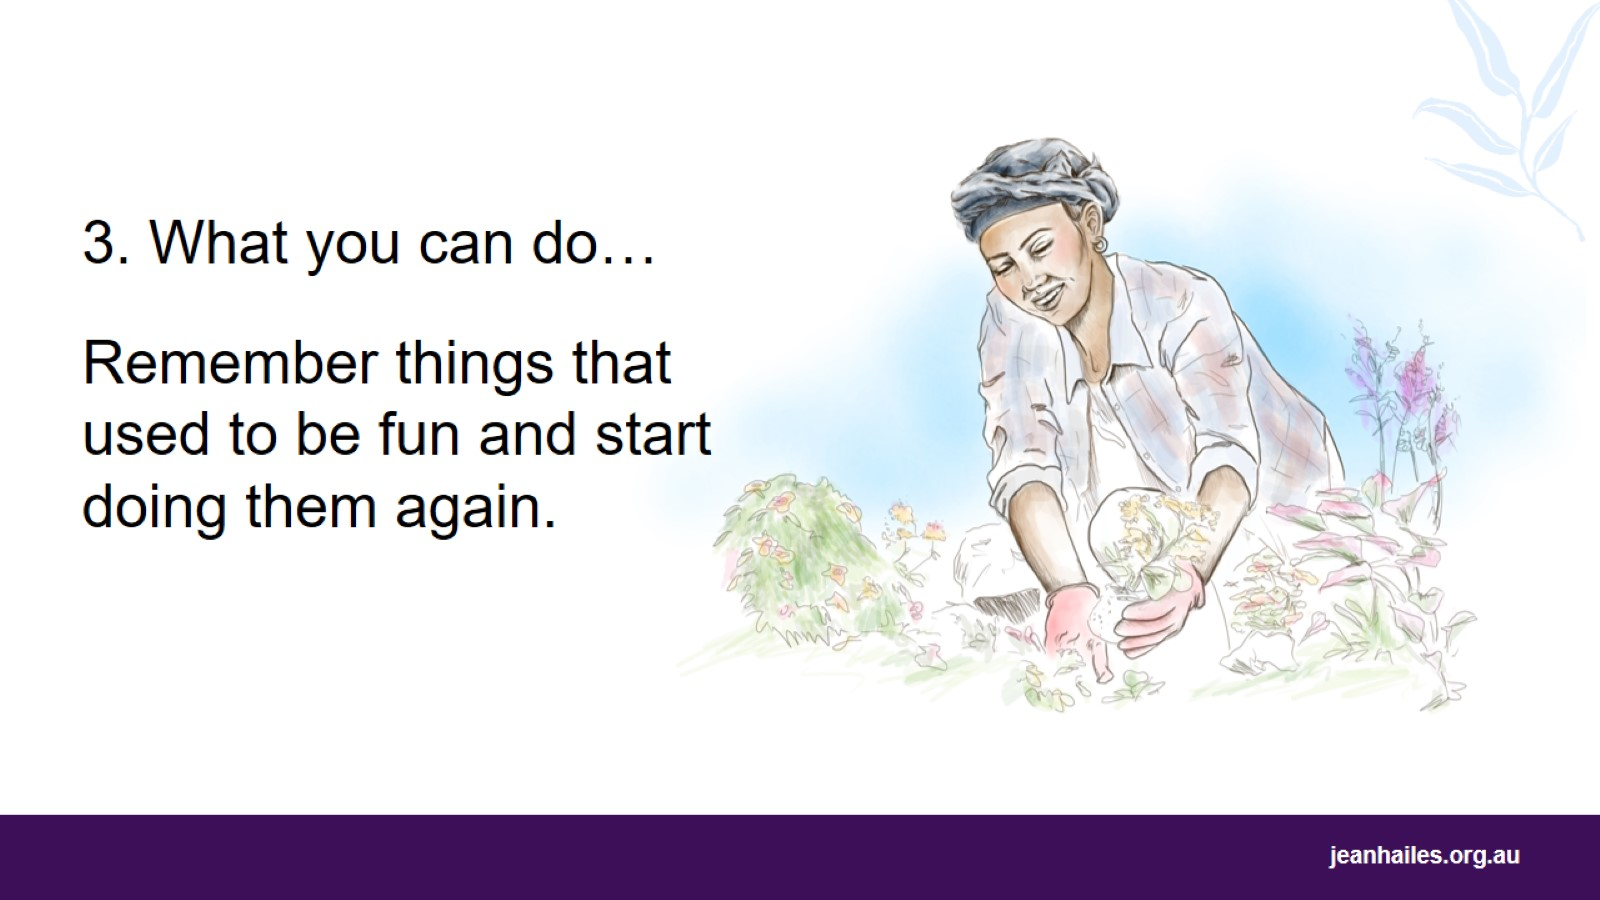 3. What you can do…
Remember things that
used to be fun and start
doing them again.
jeanhailes.org.au